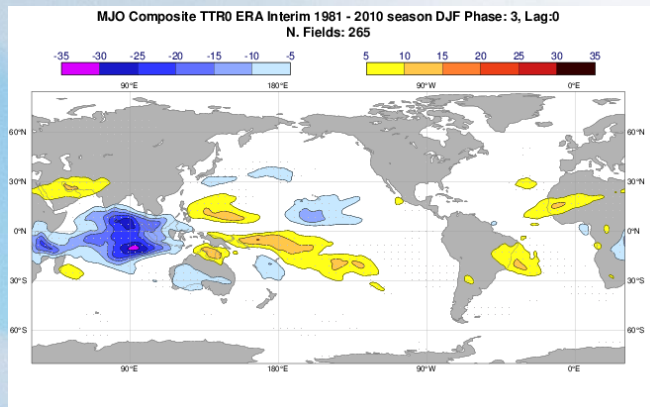 MJO Composite TTR0 ERA Interim 1981 - 2010 season DJF Phase: 3, Lag:0
N. Fields: 265
-35 -30 -25 -20 -15 -10 -5 5 10 15 20 25 30 35
90°E 180°E 90°W 0°E
60°N 60°N
30°N 30°N
0°N 0°N
30°S 30°S
60°S 60°S
90°E 180°E 90°W 0°E